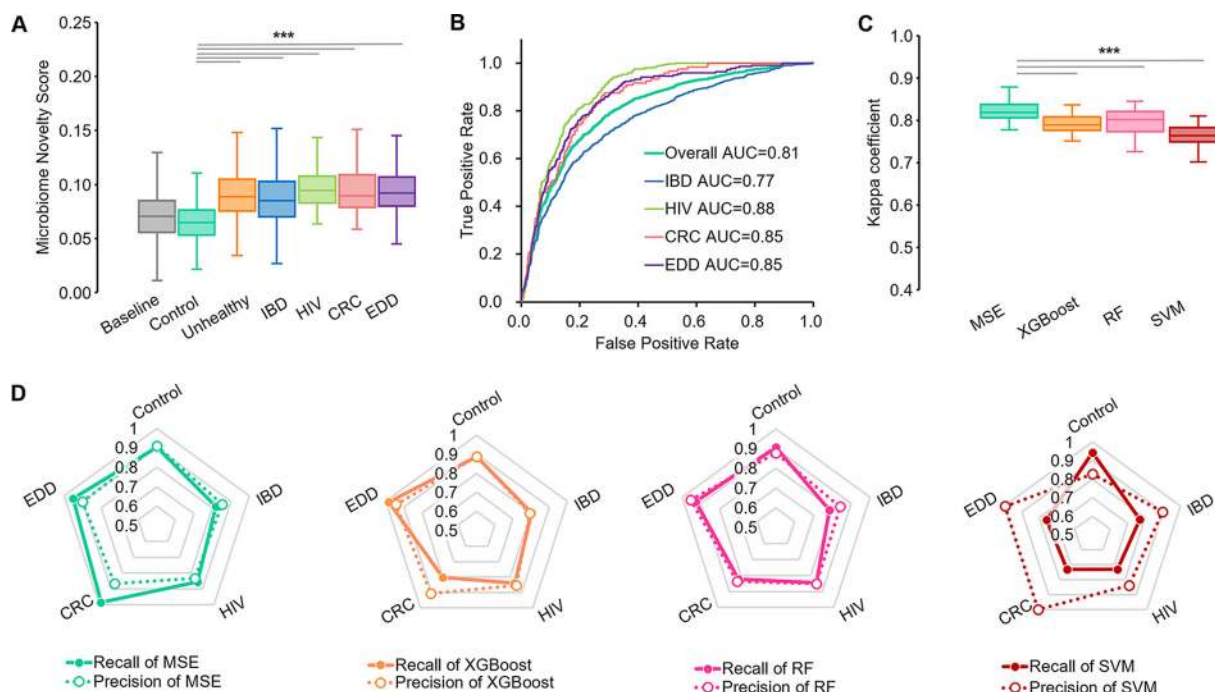 A
Microbiome Novelty Score
0.25
0.20
0.15
0.10
0.05
0.00
***
Baseline
Control
Unhealthy
IBD
HIV
CRC
EDD
B
True Positive Rate
1.0
0.8
0.6
0.4
0.2
0.0
Overall AUC=0.81
IBD AUC=0.77
HIV AUC=0.88
CRC AUC=0.85
EDD AUC=0.85
0.0 0.2 0.4 0.6 0.8 1.0
False Positive Rate
C
Kappa coefficient
1.0
0.9
0.8
0.7
0.6
0.5
0.4
***
MSE
XGBoost
RF
SVM
D
Control
IBD
HIV
CRC
EDD
1
0.9
0.8
0.7
0.6
0.5
Recall of MSE
Precision of MSE
Control
IBD
HIV
CRC
EDD
1
0.9
0.8
0.7
0.6
0.5
Recall of XGBoost
Precision of XGBoost
Control
IBD
HIV
CRC
EDD
1
0.9
0.8
0.7
0.6
0.5
Recall of RF
Precision of RF
Control
IBD
HIV
CRC
EDD
1
0.9
0.8
0.7
0.6
0.5
Recall of SVM
Precision of SVM